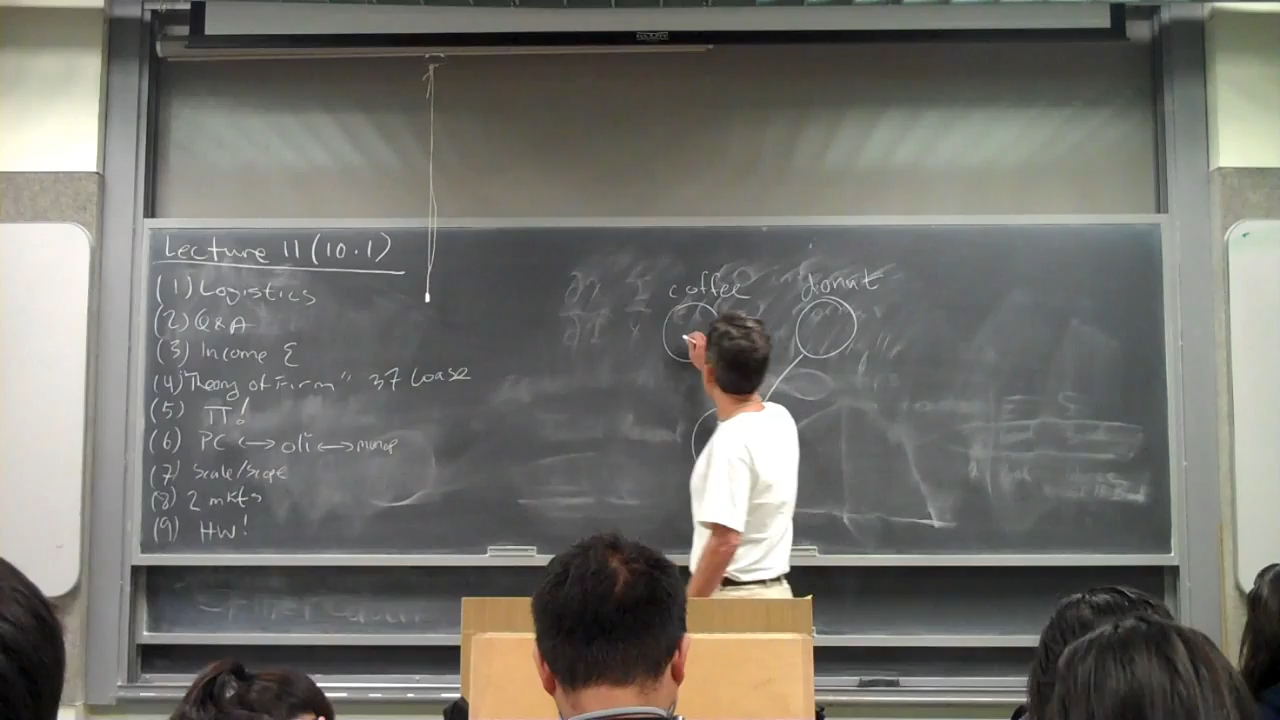 Lecture 11 (10.1)
(1) Logistics
(2) Q&A
(3) Income Σ
(4) "Theory of Firm" 37 Coase
(5) Π!
(6) PC ←→ oli ←→ monop
(7) Scale/Scope
(8) 2 mkts
(9) HW!
coffee
donut